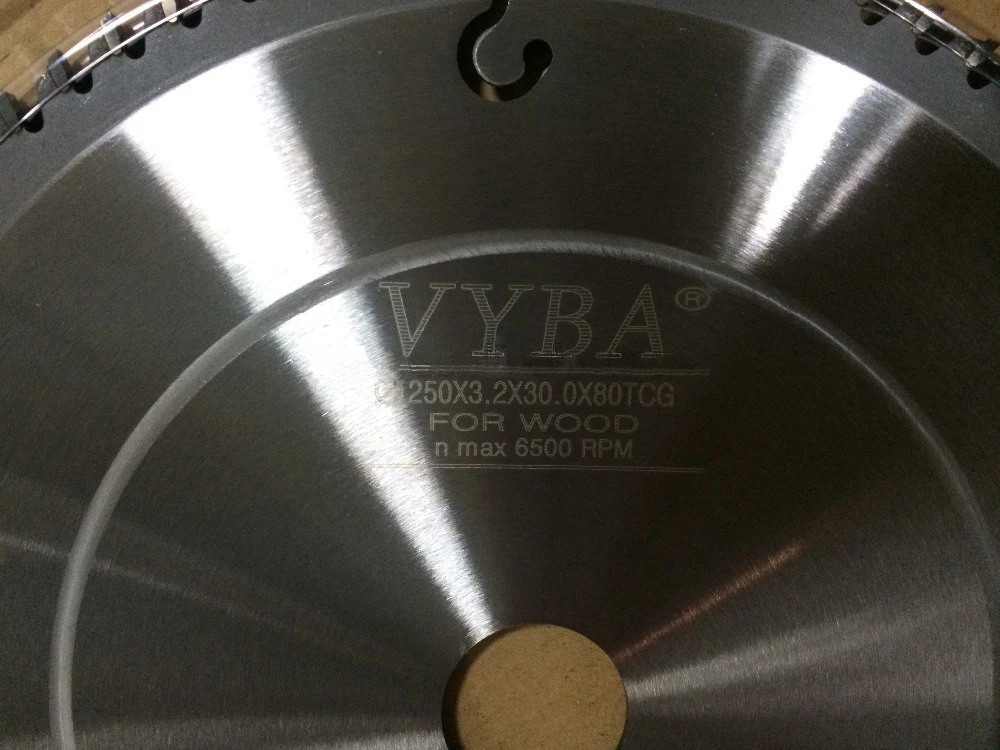 VYBA®
Ø250X3.2X30.0X80TCG
FOR WOOD
n max 6500 RPM